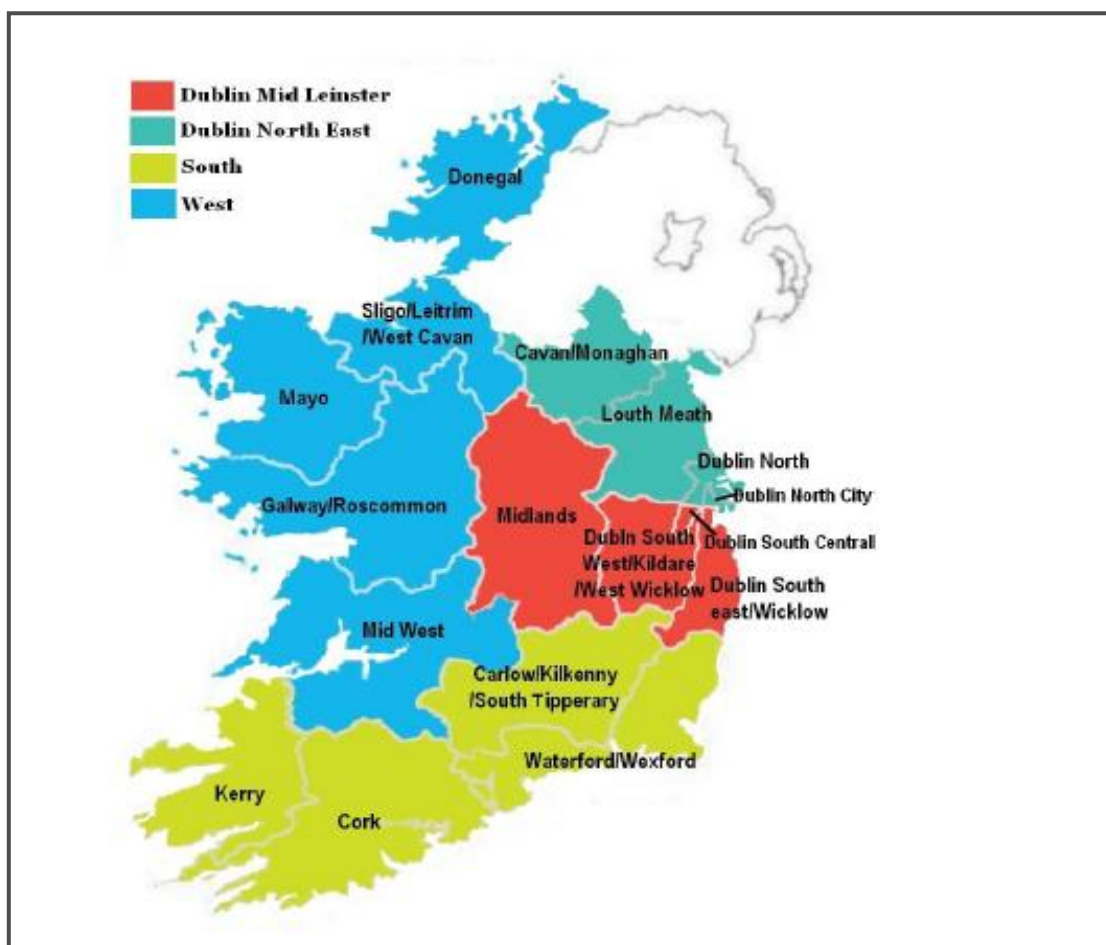 Dublin Mid Leinster
Dublin North East
South
West
Donegal
Sligo/Leitrim
/West Cavan
Cavan/Monaghan
Mayo
Louth Meath
Dublin North
Dublin North City
Galway/Roscommon
Midlands
Dubln South
West/Kildare
/West Wicklow
Dublin South Centrall
Dublin South
east/Wicklow
Mid West
Carlow/Kilkenny
/South Tipperary
Waterford/Wexford
Kerry
Cork